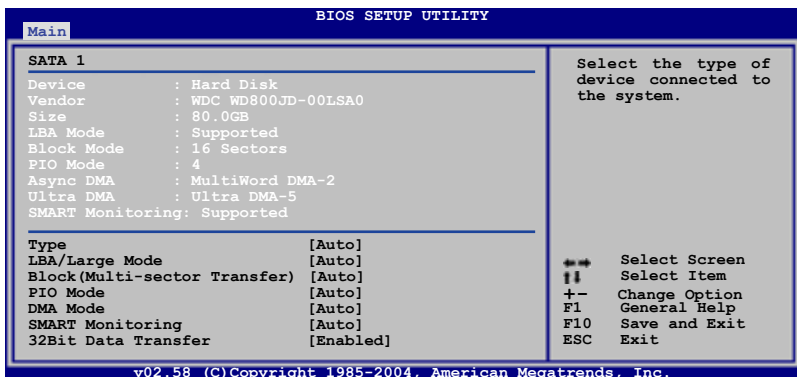 BIOS SETUP UTILITY
Main
SATA 1
Device : Hard Disk
Vendor : WDC WD800JD-00LSA0
Size : 80.0GB
LBA Mode : Supported
Block Mode : 16 Sectors
PIO Mode : 4
Async DMA : MultiWord DMA-2
Ultra DMA : Ultra DMA-5
SMART Monitoring: Supported
Type [Auto]
LBA/Large Mode [Auto]
Block(Multi-sector Transfer) [Auto]
PIO Mode [Auto]
DMA Mode [Auto]
SMART Monitoring [Auto]
32Bit Data Transfer [Enabled]
Select the type of
device connected to
the system.
Select Screen
Select Item
+- Change Option
F1 General Help
F10 Save and Exit
ESC Exit
v02.58 (C)Copyright 1985-2004, American Megatrends, Inc.